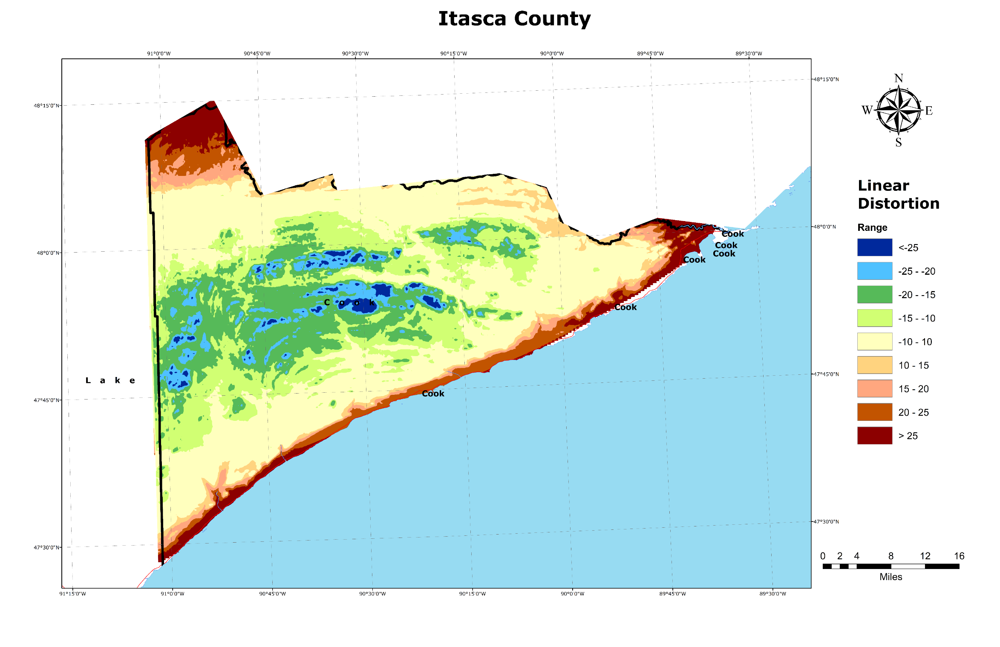 Itasca County
91°0'0"W 90°45'0"W 90°30'0"W 90°15'0"W 90°0'0"W 89°45'0"W 89°30'0"W
48°15'0"N
48°15'0"N
N
W E
S
Linear
Distortion
Range
<-25
-25 - -20
-20 - -15
-15 - -10
-10 - 10
10 - 15
15 - 20
20 - 25
> 25
48°0'0"N
48°0'0"N
Cook
Cook
Cook
Cook
Cook
Cook
Lake
47°45'0"N
Cook
47°45'0"N
47°30'0"N
47°30'0"N
0 2 4 8 12 16
Miles
91°15'0"W 91°0'0"W 90°45'0"W 90°30'0"W 90°15'0"W 90°0'0"W 89°45'0"W 89°30'0"W